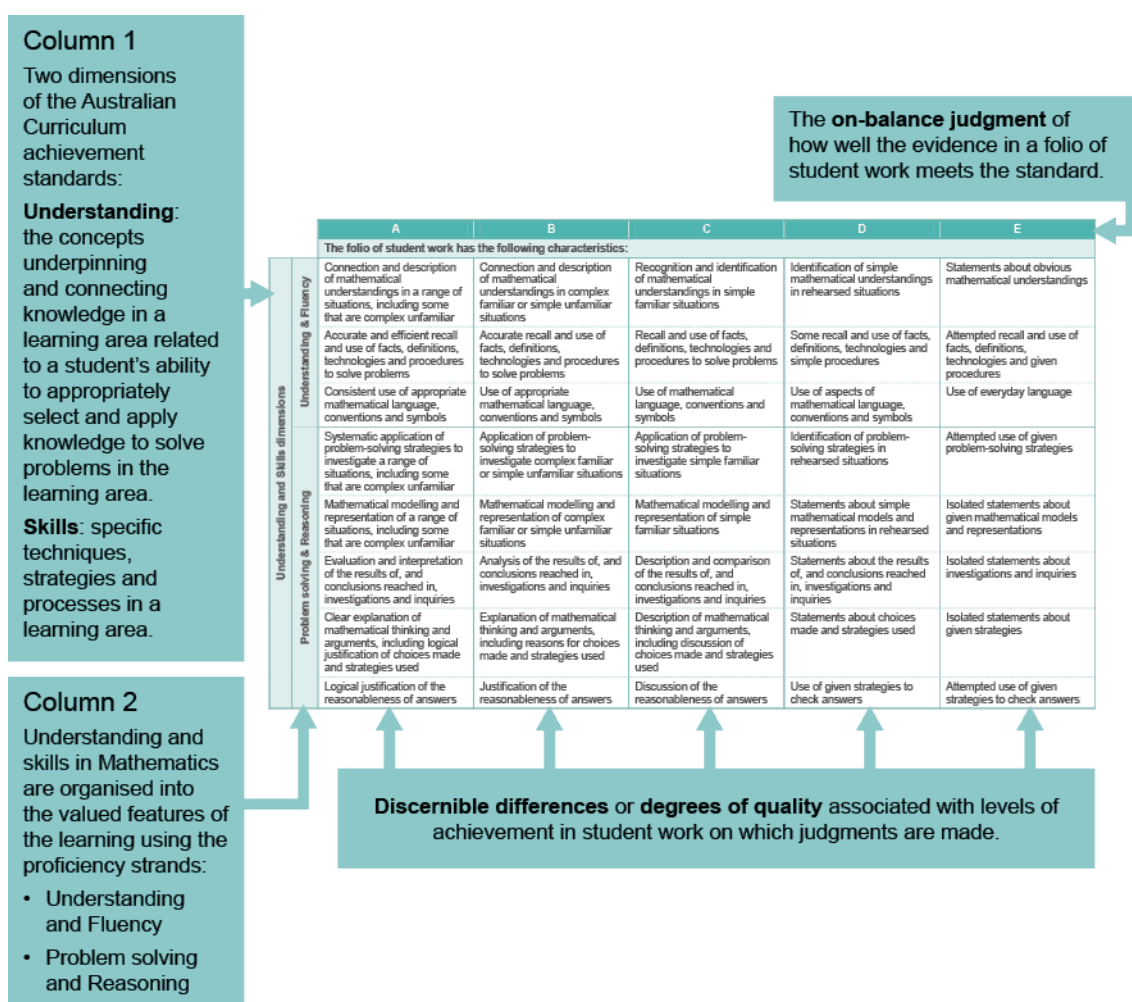 Column 1
Two dimensions
of the Australian
Curriculum
achievement
standards:
Understanding:
the concepts
underpinning
and connecting
knowledge in a
learning area related
to a student's ability
to appropriately
select and apply
knowledge to solve
problems in the
learning area.
Skills: specific
techniques,
strategies and
processes in a
learning area.
Column 2
Understanding and
skills in Mathematics
are organised into
the valued features of
the learning using the
proficiency strands:
• Understanding
and Fluency
• Problem solving
and Reasoning
The on-balance judgment of
how well the evidence in a folio of
student work meets the standard.
A B C D E
The folio of student work has the following characteristics:
Understanding and Skills dimensions
Understanding & Fluency
Connection and description
of mathematical
understandings in a range of
situations, including some
that are complex unfamiliar
Connection and description
of mathematical
understandings in complex
familiar or simple unfamiliar
situations
Recognition and identification
of mathematical
understandings in simple
familiar situations
Identification of simple
mathematical understandings
in rehearsed situations
Statements about obvious
mathematical understandings
Accurate and efficient recall
and use of facts, definitions,
technologies and procedures
to solve problems
Accurate recall and use of
facts, definitions,
technologies and procedures
to solve problems
Recall and use of facts,
definitions, technologies and
procedures to solve problems
Some recall and use of facts,
definitions, technologies and
simple procedures
Attempted recall and use of
facts, definitions,
technologies and given
procedures
Consistent use of appropriate
mathematical language,
conventions and symbols
Use of appropriate
mathematical language,
conventions and symbols
Use of mathematical
language, conventions and
symbols
Use of aspects of
mathematical language,
conventions and symbols
Use of everyday language
Problem solving & Reasoning
Systematic application of
problem-solving strategies to
investigate a range of
situations, including some
that are complex unfamiliar
Application of problem-
solving strategies to
investigate complex familiar
or simple unfamiliar situations
Application of problem-
solving strategies to
investigate simple familiar
situations
Identification of problem-
solving strategies in
rehearsed situations
Attempted use of given
problem-solving strategies
Mathematical modelling and
representation of a range of
situations, including some
that are complex unfamiliar
Mathematical modelling and
representation of complex
familiar or simple unfamiliar
situations
Mathematical modelling and
representation of simple
familiar situations
Statements about simple
mathematical models and
representations in rehearsed
situations
Isolated statements about
given mathematical models
and representations
Evaluation and interpretation
of the results of, and
conclusions reached in,
investigations and inquiries
Analysis of the results of, and
conclusions reached in,
investigations and inquiries
Description and comparison
of the results of, and
conclusions reached in,
investigations and inquiries
Statements about the results
of, and conclusions reached
in, investigations and
inquiries
Isolated statements about
investigations and inquiries
Clear explanation of
mathematical thinking and
arguments, including logical
justification of choices made
and strategies used
Explanation of mathematical
thinking and arguments,
including reasons for choices
made and strategies used
Description of mathematical
thinking and arguments,
including discussion of
choices made and strategies
used
Statements about choices
made and strategies used
Isolated statements about
given strategies
Logical justification of the
reasonableness of answers
Justification of the
reasonableness of answers
Discussion of the
reasonableness of answers
Use of given strategies to
check answers
Attempted use of given
strategies to check answers
Discernible differences or degrees of quality associated with levels of
achievement in student work on which judgments are made.